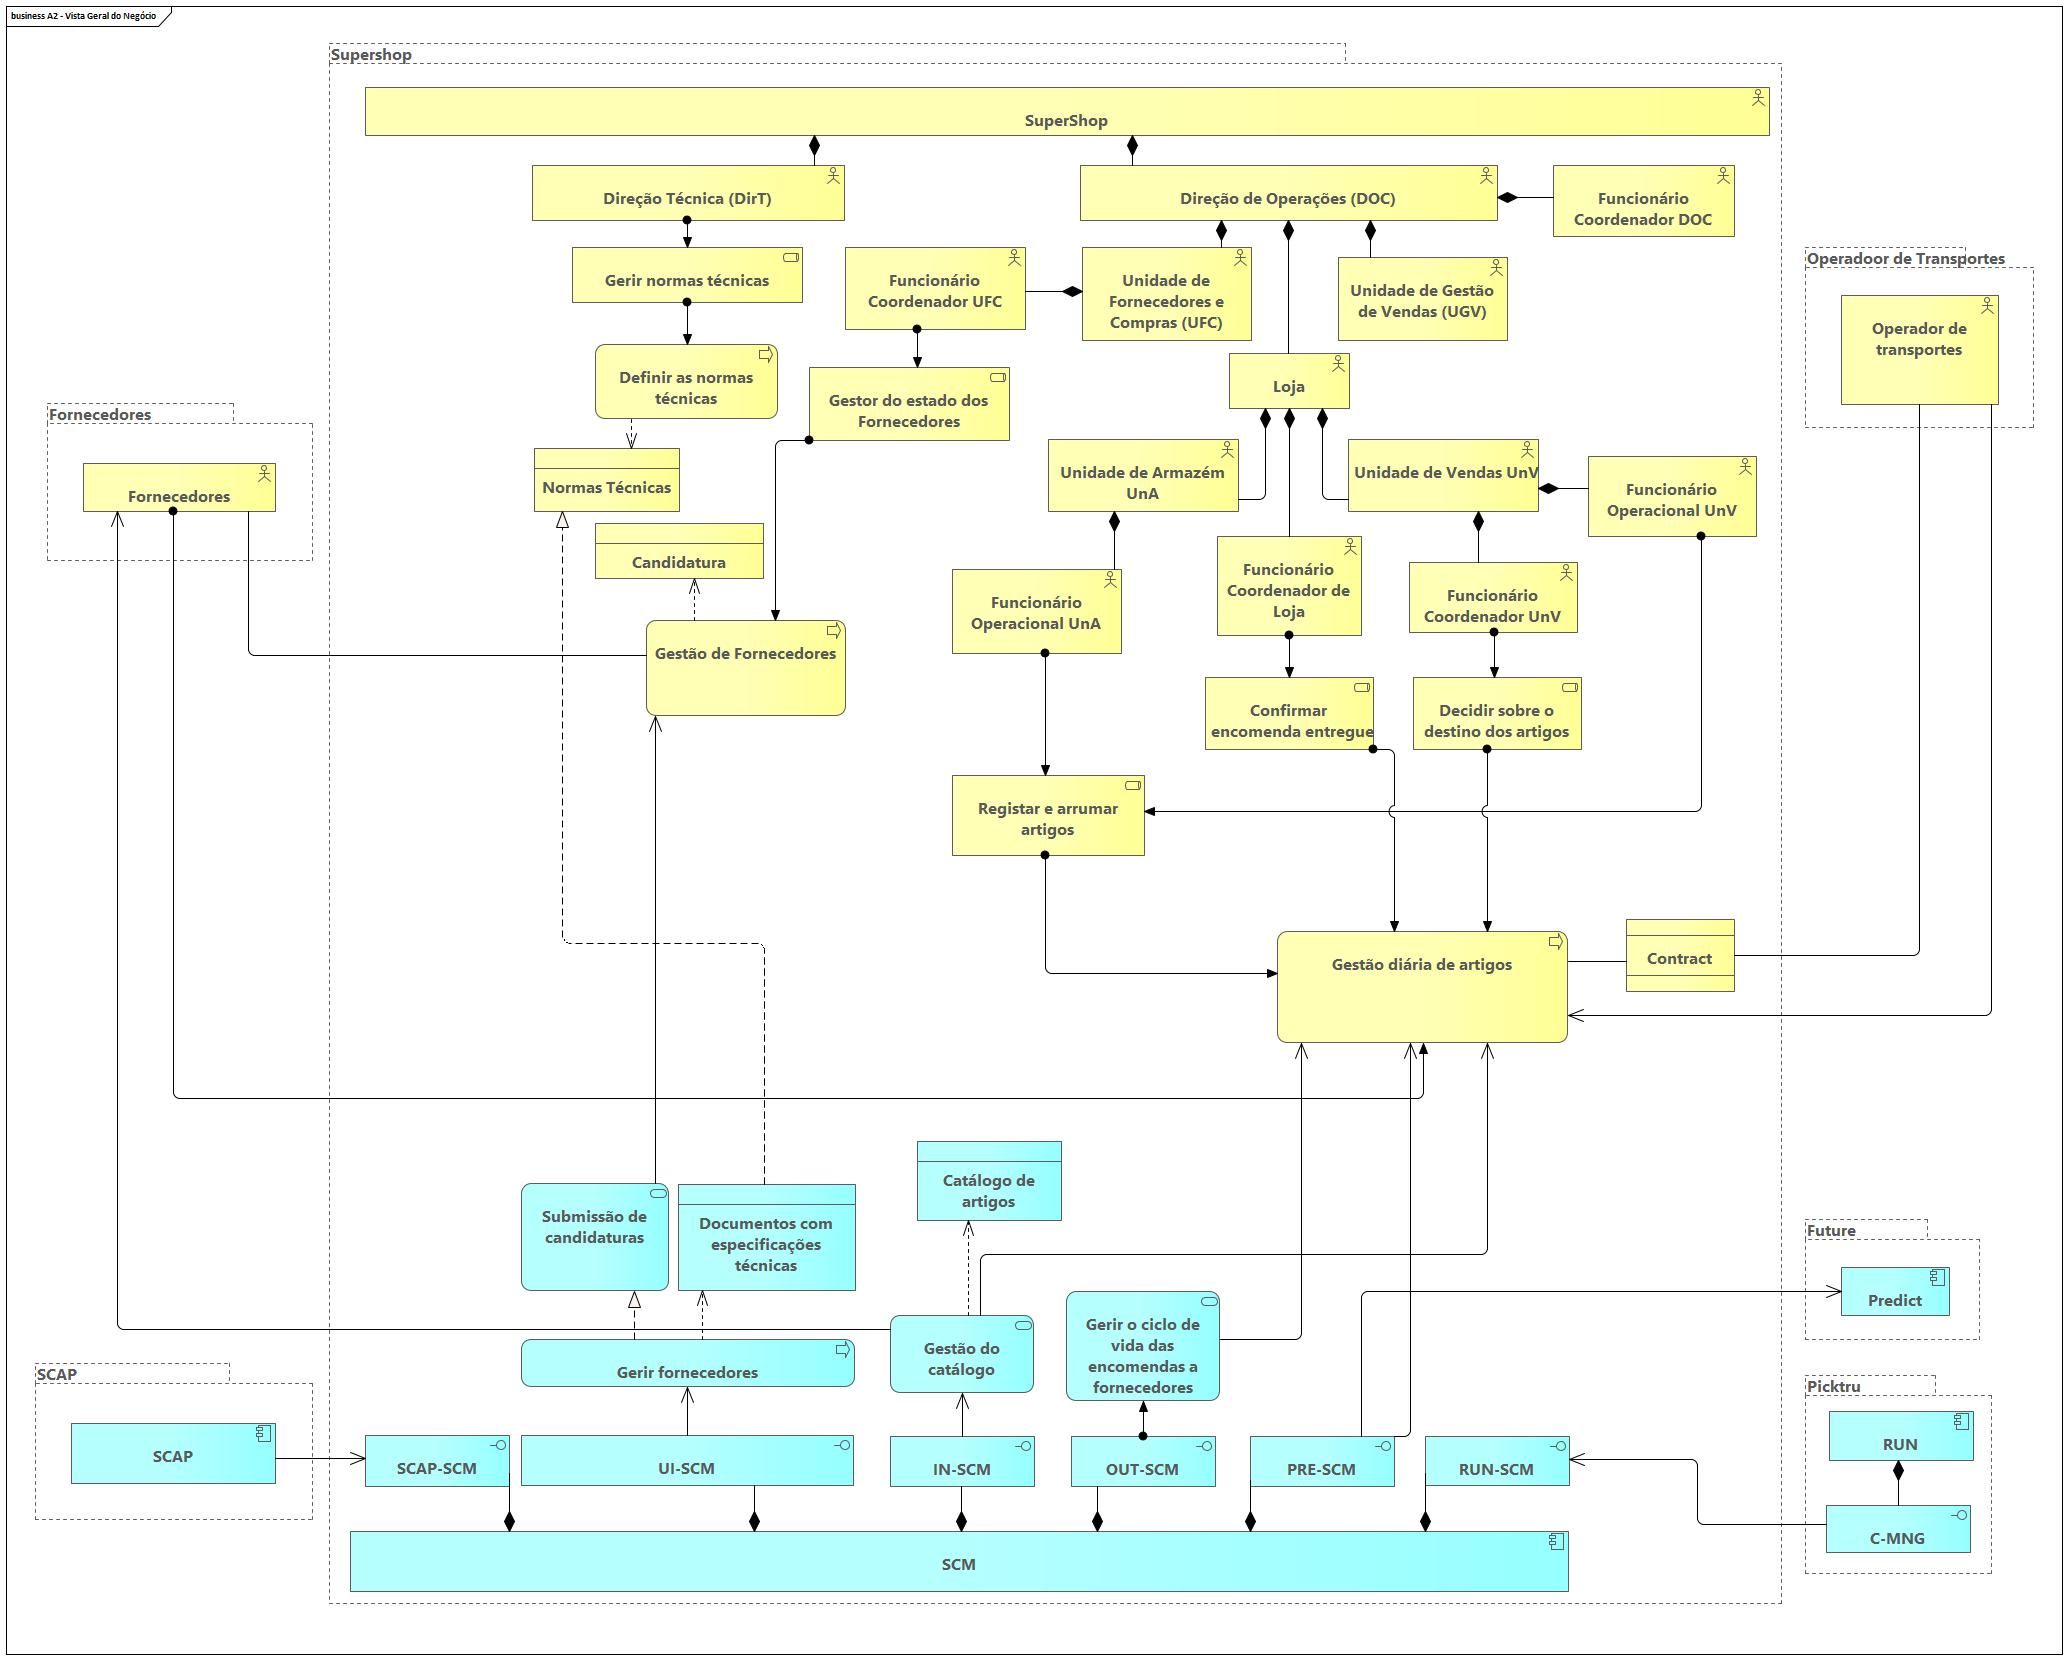 business A2 - Vista Geral do Negócio
Supershop
SuperShop
Direção Técnica (DirT)
Direção de Operações (DOC)
Funcionário
Coordenador DOC
Gerir normas técnicas
Funcionário
Coordenador UFC
Unidade de
Fornecedores e
Compras (UFC)
Unidade de Gestão
de Vendas (UGV)
Operadoor de Transportes
Operador de
transportes
Definir as normas
técnicas
Gestor do estado dos
Fornecedores
Loja
Fornecedores
Fornecedores
Normas Técnicas
Unidade de Armazém
UnA
Unidade de Vendas UnV
Funcionário
Operacional UnV
Candidatura
Funcionário
Operacional UnA
Funcionário
Coordenador de
Loja
Funcionário
Coordenador UnV
Gestão de Fornecedores
Confirmar
encomenda entregue
Decidir sobre o
destino dos artigos
Registar e arrumar
artigos
Gestão diária de artigos
Contract
Catálogo de
artigos
Submissão de
candidaturas
Documentos com
especificações
técnicas
Future
Predict
Gestão do
catálogo
Gerir o ciclo de
vida das
encomendas a
fornecedores
Gerir fornecedores
SCAP
SCAP
Picktru
RUN
SCAP-SCM
UI-SCM
IN-SCM
OUT-SCM
PRE-SCM
RUN-SCM
C-MNG
SCM